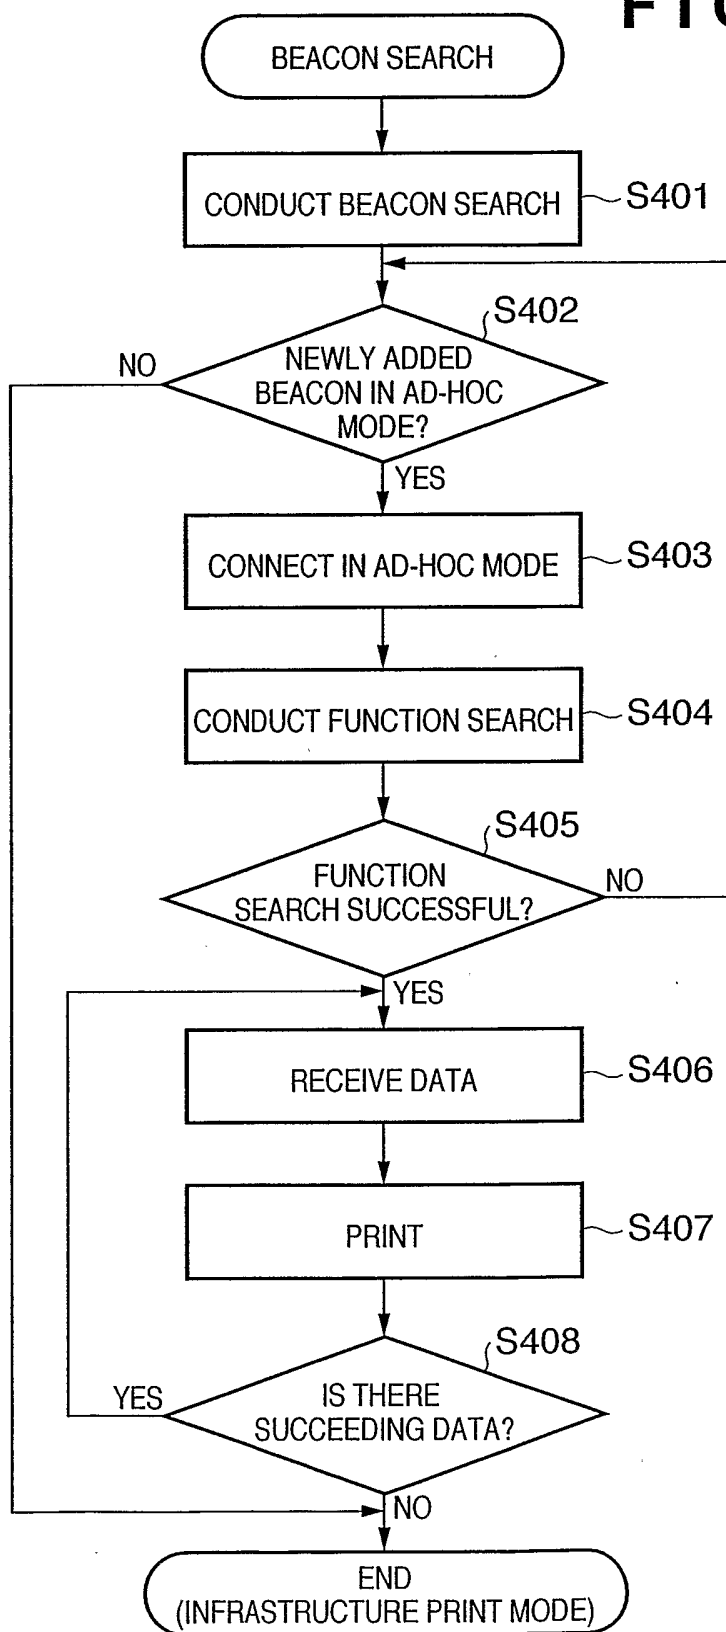 BEACON SEARCH
CONDUCT BEACON SEARCH
S401
S402
NO
NEWLY ADDED
BEACON IN AD-HOC
MODE?
YES
CONNECT IN AD-HOC MODE
S403
CONDUCT FUNCTION SEARCH
S404
S405
FUNCTION
SEARCH SUCCESSFUL?
NO
YES
RECEIVE DATA
S406
PRINT
S407
S408
YES
IS THERE
SUCCEEDING DATA?
NO
END
(INFRASTRUCTURE PRINT MODE)